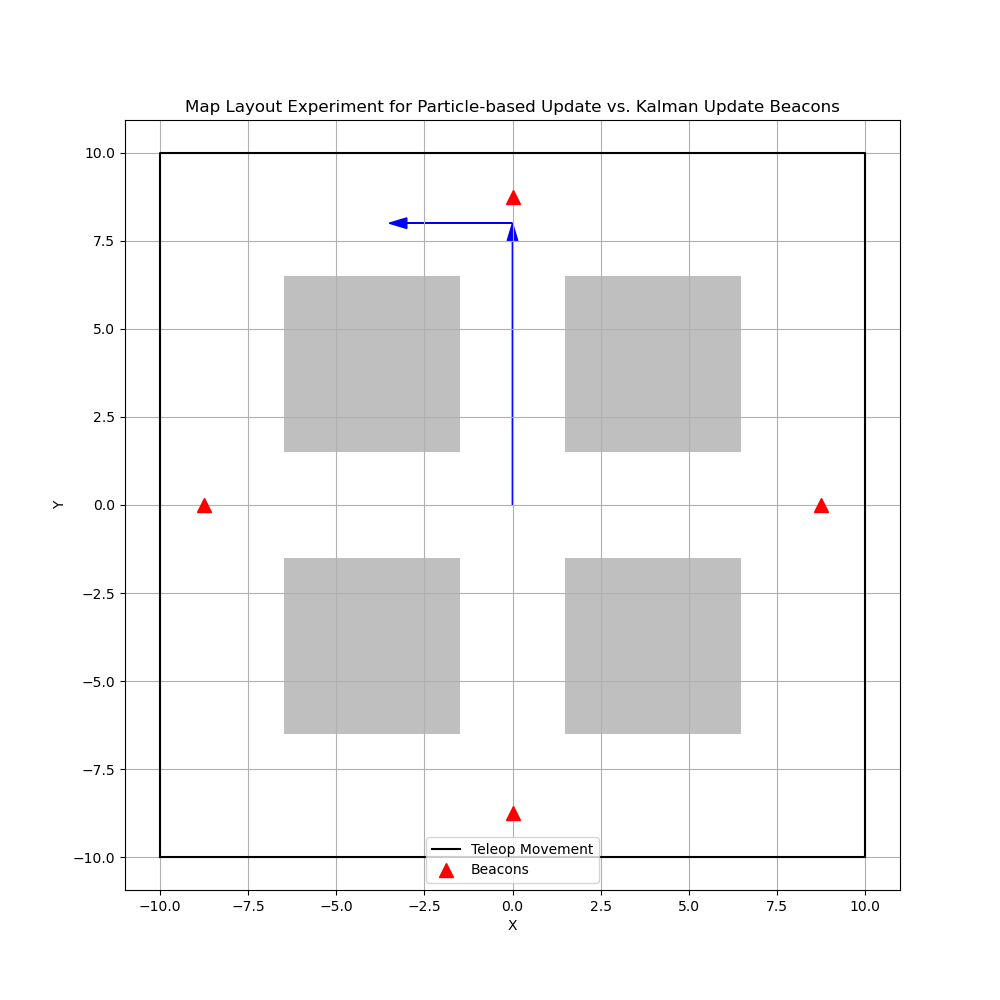 Map Layout Experiment for Particle-based Update vs. Kalman Update Beacons
10.0
7.5
5.0
2.5
0.0
−2.5
−5.0
−7.5
−10.0
Y
Teleop Movement
Beacons
−10.0 −7.5 −5.0 −2.5 0.0 2.5 5.0 7.5 10.0
X